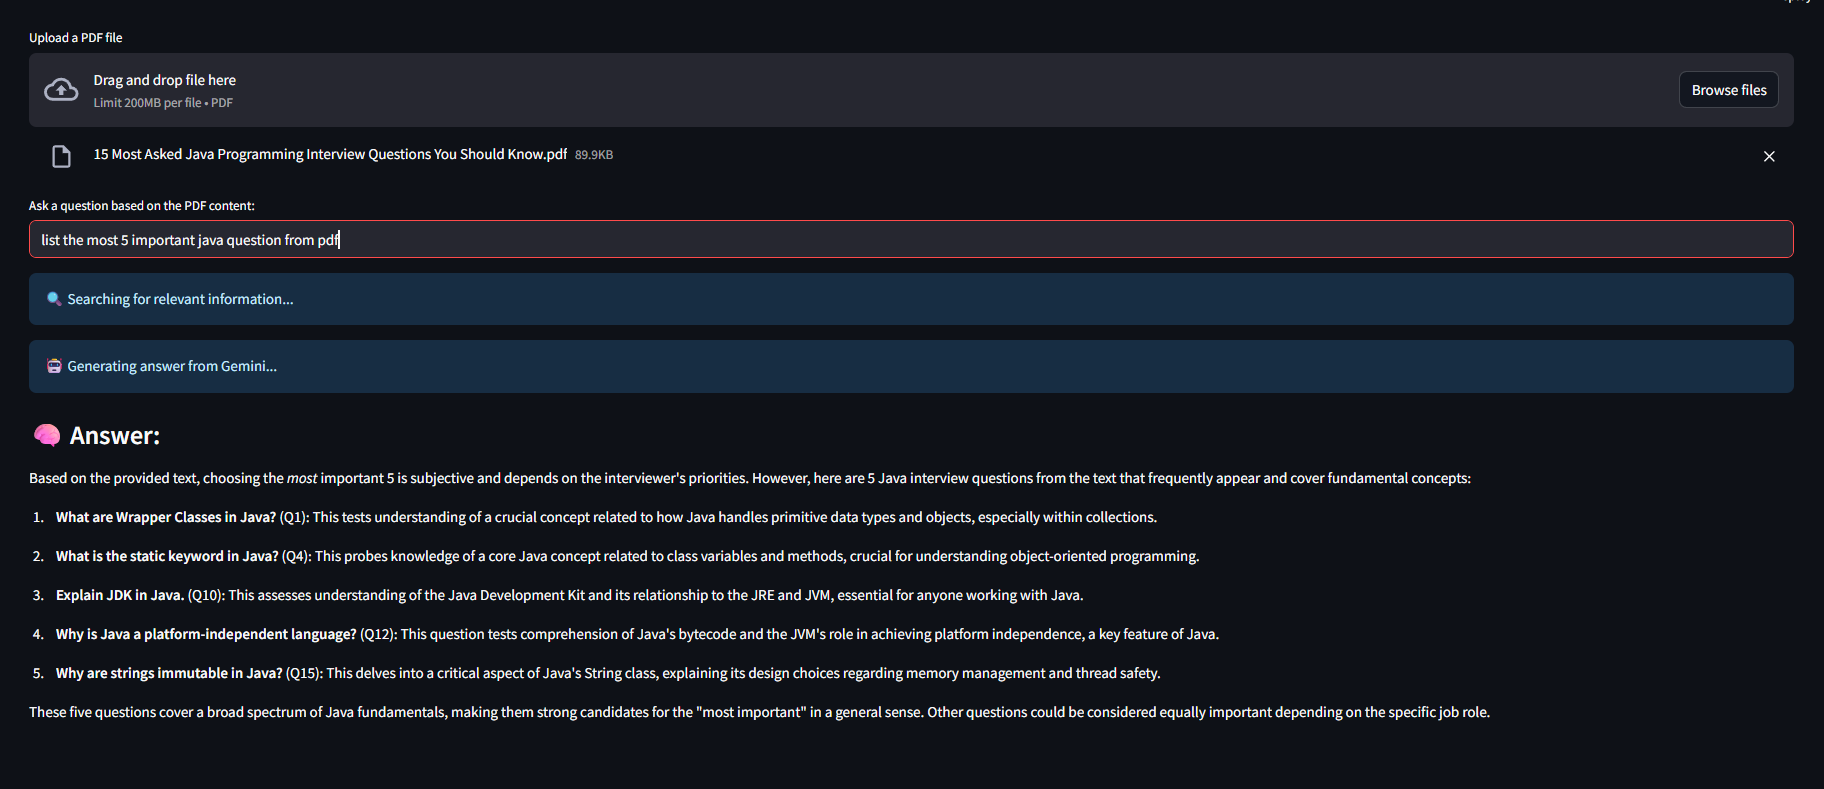 Upload a PDF file
Drag and drop file here
Limit 200MB per file • PDF
Browse files
15 Most Asked Java Programming Interview Questions You Should Know.pdf 89.9KB
Ask a question based on the PDF content:
list the most 5 important java question from pdf
Searching for relevant information...
Generating answer from Gemini...
Answer:
Based on the provided text, choosing the most important 5 is subjective and depends on the interviewer's priorities. However, here are 5 Java interview questions from the text that frequently appear and cover fundamental concepts:
1. What are Wrapper Classes in Java? (Q1): This tests understanding of a crucial concept related to how Java handles primitive data types and objects, especially within collections.
2. What is the static keyword in Java? (Q4): This probes knowledge of a core Java concept related to class variables and methods, crucial for understanding object-oriented programming.
3. Explain JDK in Java. (Q10): This assesses understanding of the Java Development Kit and its relationship to the JRE and JVM, essential for anyone working with Java.
4. Why is Java a platform-independent language? (Q12): This question tests comprehension of Java's bytecode and the JVM's role in achieving platform independence, a key feature of Java.
5. Why are strings immutable in Java? (Q15): This delves into a critical aspect of Java's String class, explaining its design choices regarding memory management and thread safety.
These five questions cover a broad spectrum of Java fundamentals, making them strong candidates for the "most important" in a general sense. Other questions could be considered equally important depending on the specific job role.